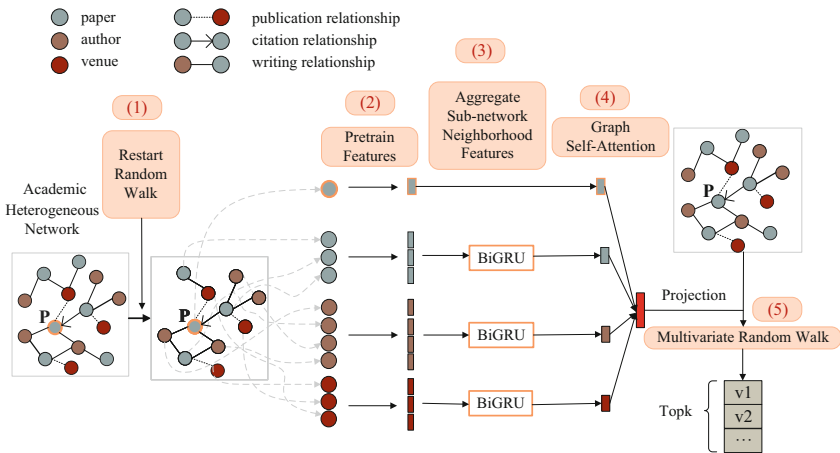 paper
publication relationship
author
citation relationship
venue
writing relationship
(1)
Restart
Random
Walk
(2)
Pretrain
Features
(3)
Aggregate
Sub-network
Neighborhood
Features
(4)
Graph
Self-Attention
Academic
Heterogeneous
Network
P
P
P
BiGRU
BiGRU
BiGRU
Projection
(5)
Multivariate Random Walk
Topk
v1
v2
...